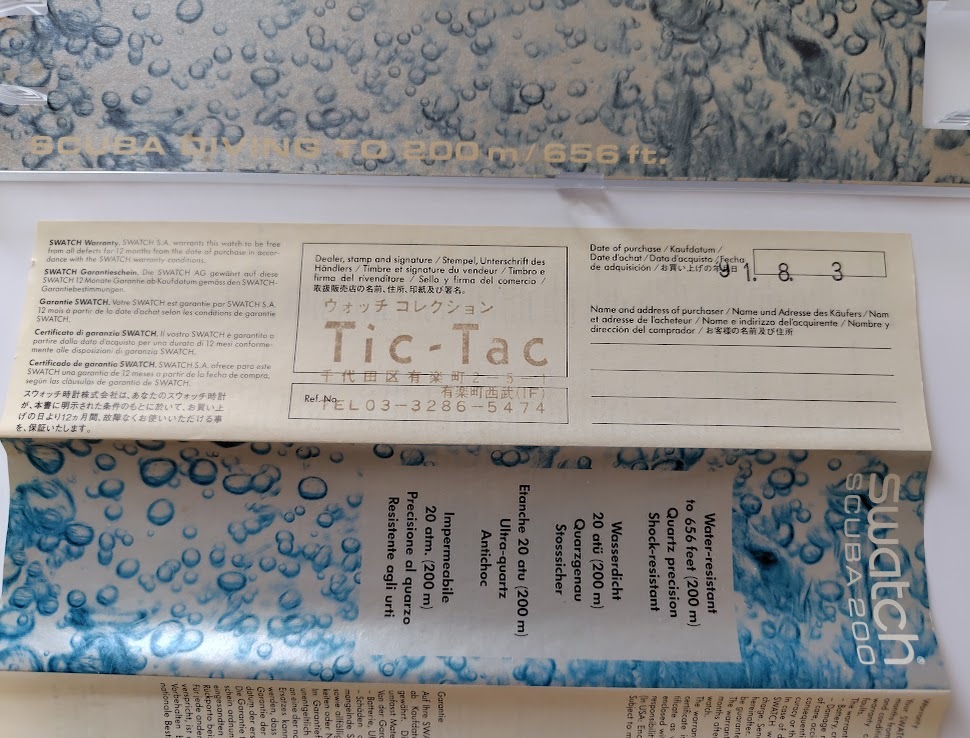 SCUBA DIVING TO 200 m/656 ft.
SWATCH Warranty. SWATCH S.A. warrants this watch to be free
from all defects for 12 months from the date of purchase in accor-
dance with the SWATCH warranty conditions.
SWATCH Garantieschein. Die SWATCH AG gewährt auf diese
SWATCH 12 Monate Garantie ab Kaufdatum gemäss den SWATCH-
Garantiebestimmungen.
Garantie SWATCH. Votre SWATCH est garantie par SWATCH S.A.
12 mois à partir de la date d'achat selon les conditions de garantie
SWATCH.
Certificato di garanzia SWATCH. Il vostro SWATCH è garantito a
partire dalla data d'acquisto per una durata di 12 mesi conforme-
mente alle disposizioni di garanzia SWATCH.
Certificado de garantía SWATCH. SWATCH S.A. ofrece para este
SWATCH una garantía de 12 meses a partir de la fecha de compra,
según las cláusulas de garantía de SWATCH.
スウォッチ時計株式会社は、あなたのスウォッチ時計
が、本書に明示された条件のもとに於いて、お買い上
げの日より12ヵ月間、故障なくお使いいただける事
を、保証いたします。
Dealer, stamp and signature / Stempel, Unterschrift des
Händlers / Timbre et signature du vendeur / Timbro e
firma del rivenditore / Sello y firma del comercio /
取扱販売店の名前、住所、印紙及び署名。
ウォッチ コレクション
Tic-Tac
千代田区有楽町2-5-1
有楽町西武(1F)
Ref. No.
TEL03-3286-5474
Date of purchase / Kaufdatum /
Date d'achat / Data d'acquisto / Fecha
de adquisición / お買い上げの年月日
91. 8. 3
Name and address of purchaser / Name und Adresse des Käufers / Nom
et adresse de l'acheteur / Nome e indirizzo dell'acquirente / Nombre y
dirección del comprador / お客様の名前及び住所
swatch
SCUBA 200
Water-resistant
to 656 feet (200 m)
Quartz precision
Shock-resistant
Wasserdicht
20 atü (200 m)
Quarzgenau
Stossicher
Etanche 20 atu (200 m)
Ultra-quartz
Antichoc
Impermeabile
20 atm. (200 m)
Precisione al quarzo
Resistente agli urti
Garantie